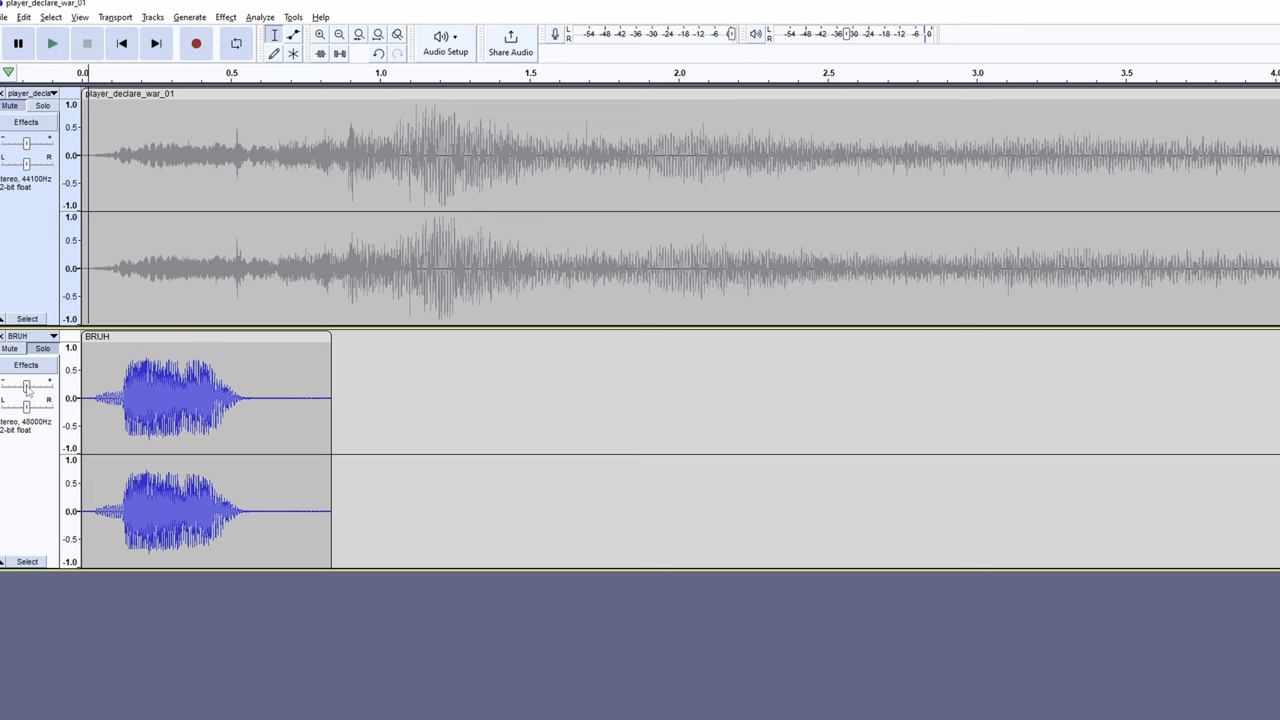 player_declare_war_01
ile Edit Select View Transport Tracks Generate Effect Analyze Tools Help
Audio Setup
Share Audio
L
R
-54 -48 -42 -36 -30 -24 -18 -12 -6 0
L
R
-54 -48 -42 -36 -30 -24 -18 -12 -6 0
0.0 0.5 1.0 1.5 2.0 2.5 3.0 3.5 4.0
player_decla
player_declare_war_01
Mute Solo
Effects
- +
L R
tereo, 44100Hz
2-bit float
Select
1.0
0.5
0.0
-0.5
-1.0
1.0
0.5
0.0
-0.5
-1.0
BRUH
BRUH
Mute Solo
Effects
- +
L R
tereo, 48000Hz
2-bit float
Select
1.0
0.5
0.0
-0.5
-1.0
1.0
0.5
0.0
-0.5
-1.0